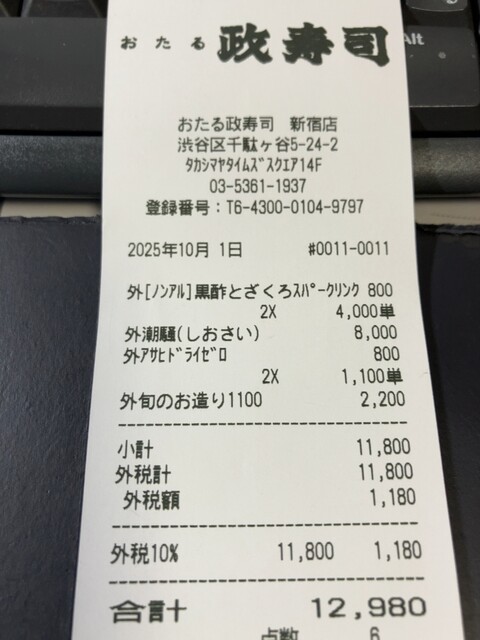 おたる 政寿司
Alt
おたる政寿司 新宿店
渋谷区千駄ヶ谷5-24-2
ﾀｶｼﾏﾔﾀｲﾑｽﾞｽｸｴｱ14F
03-5361-1937
登録番号：T6-4300-0104-9797
2025年10月 1日 #0011-0011
外[ﾉﾝｱﾙ]黒酢とざくろｽﾊﾟｰｸﾘﾝｸ 800
2X 4,000単
外潮騒(しおさい) 8,000
外ｱｻﾋﾄﾞﾗｲｾﾞﾛ 800
2X 1,100単
外旬のお造り1100 2,200
小計 11,800
外税計 11,800
外税額 1,180
外税10% 11,800 1,180
合計 12,980
点数 6